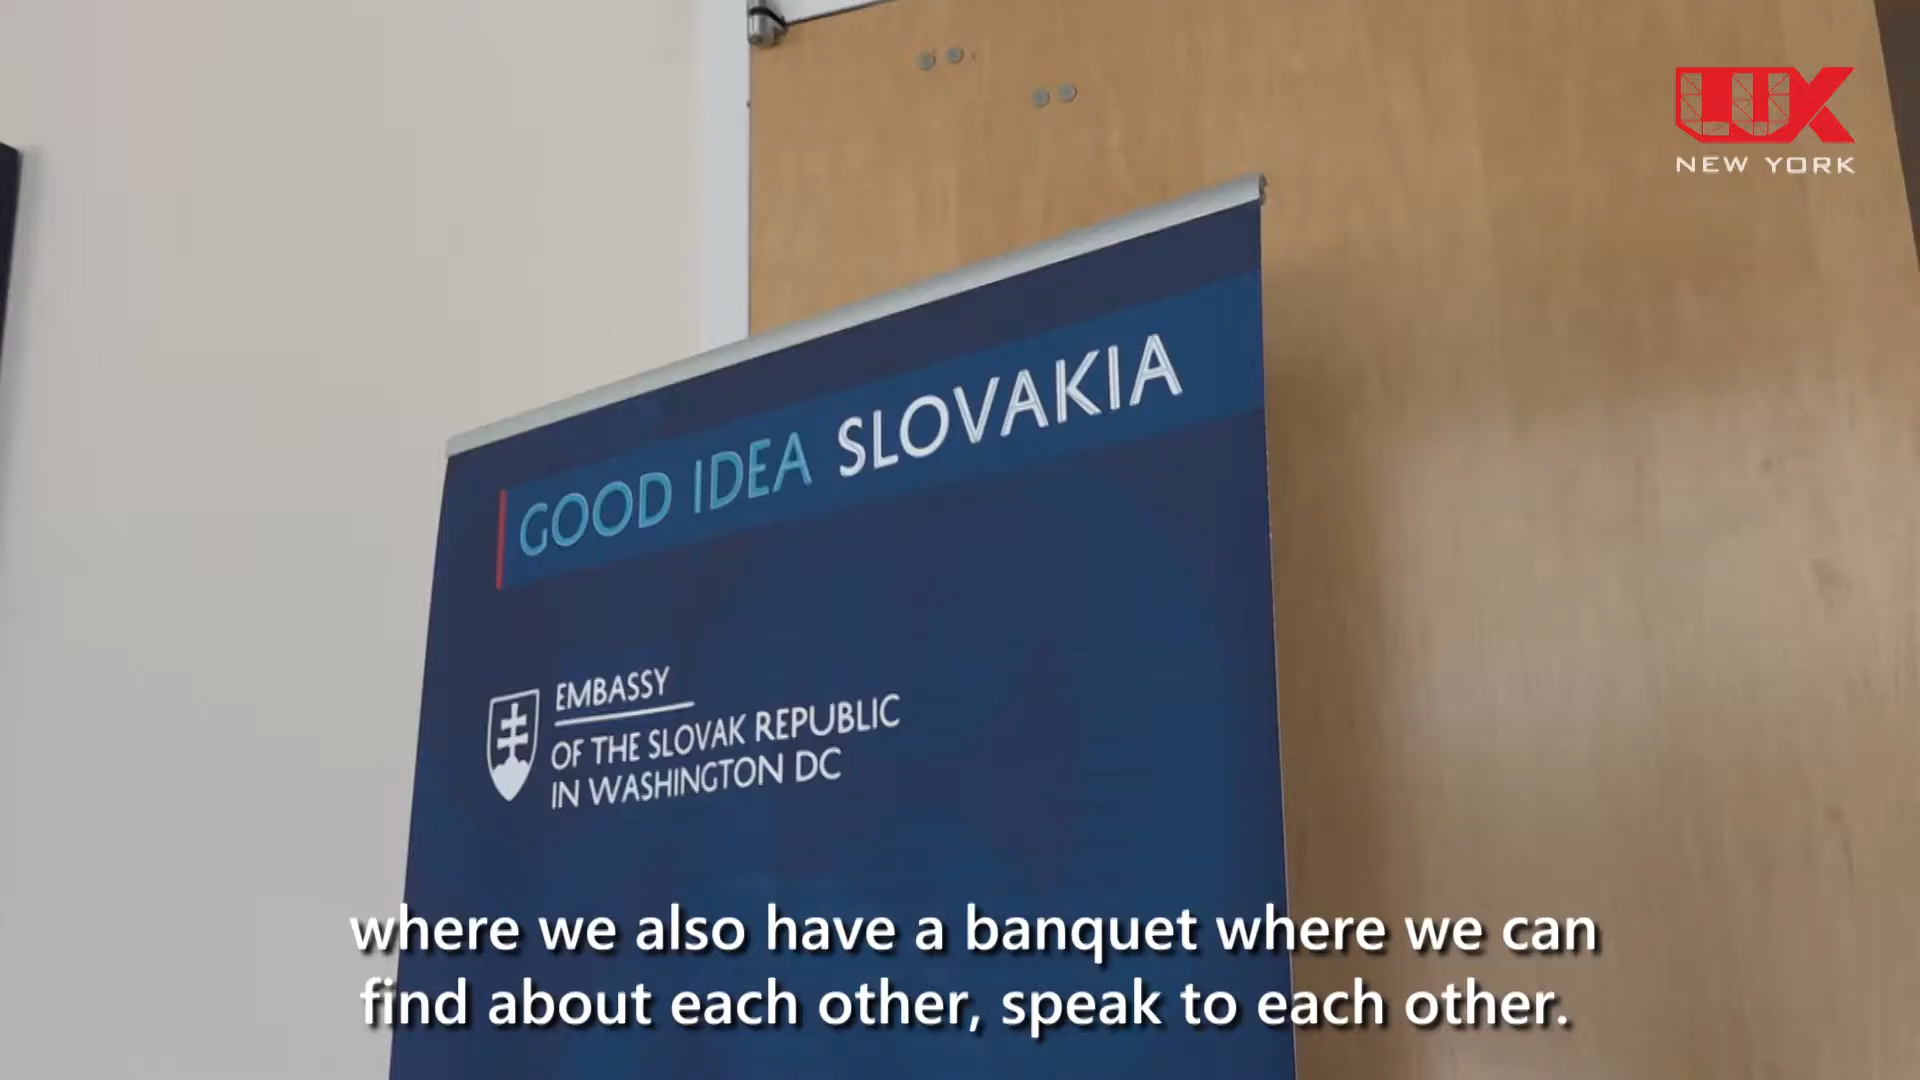 LUX
NEW YORK
GOOD IDEA SLOVAKIA
EMBASSY
OF THE SLOVAK REPUBLIC
IN WASHINGTON DC
where we also have a banquet where we can
find about each other, speak to each other.